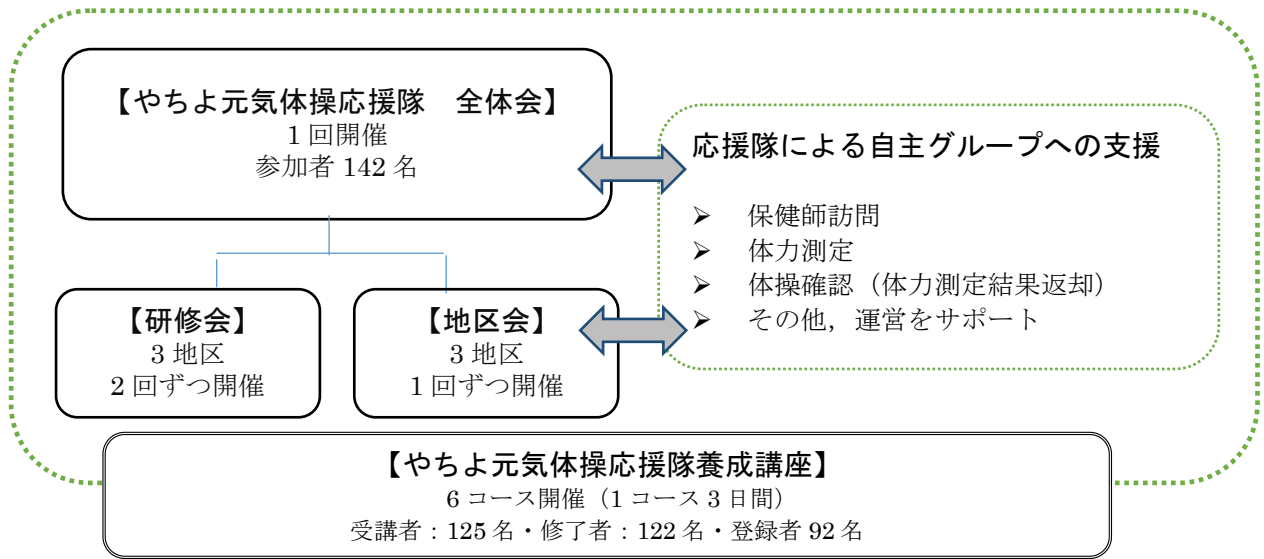 【やちよ元気体操応援隊　全体会】
1回開催
参加者 142 名
応援隊による自主グループへの支援
➢ 保健師訪問
➢ 体力測定
➢ 体操確認（体力測定結果返却）
➢ その他，運営をサポート
【研修会】
3 地区
2 回ずつ開催
【地区会】
3 地区
1 回ずつ開催
【やちよ元気体操応援隊養成講座】
6 コース開催（1 コース 3 日間）
受講者：125 名・修了者：122 名・登録者 92 名